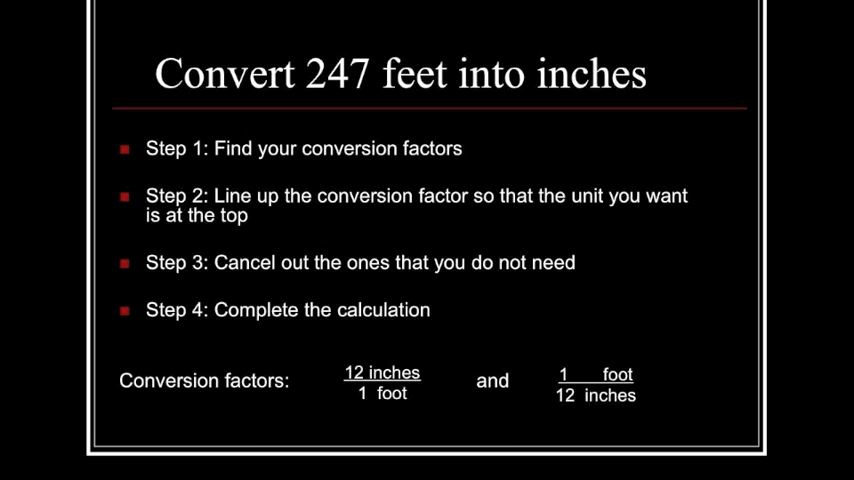 Convert 247 feet into inches
Step 1: Find your conversion factors
Step 2: Line up the conversion factor so that the unit you want
is at the top
Step 3: Cancel out the ones that you do not need
Step 4: Complete the calculation
Conversion factors: 12 inches and 1 foot
1 foot 12 inches